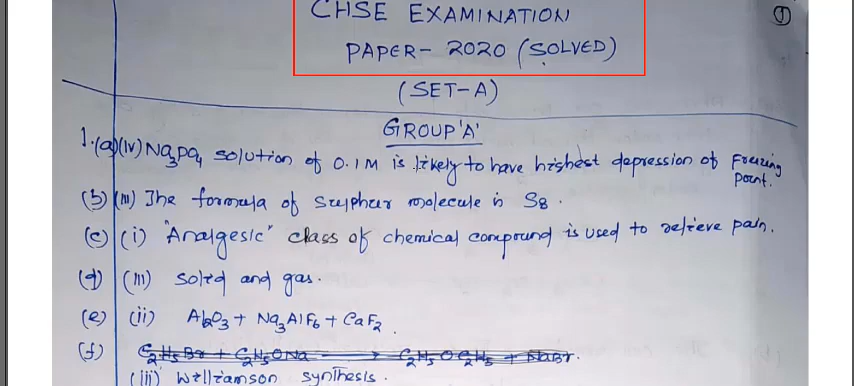 CHSE EXAMINATION
PAPER- 2020 (SOLVED)
①
(SET-A)
GROUP'A'
1.(a)(iv) Na₃PO₄ solution of 0.1M is likely to have highest depression of Freezing
point.
(b) (iii) The formula of Sulphur molecule is S₈.
(c) (i) "Analgesic" class of chemical compound is used to relieve pain.
(d) (iii) solid and gas.
(e) (ii) Al₂O₃ + Na₃AlF₆ + CaF₂.
(f) C₂H₅Br + C₂H₅ONa → C₂H₅OC₂H₅ + NaBr.
(iii) Williamson synthesis.